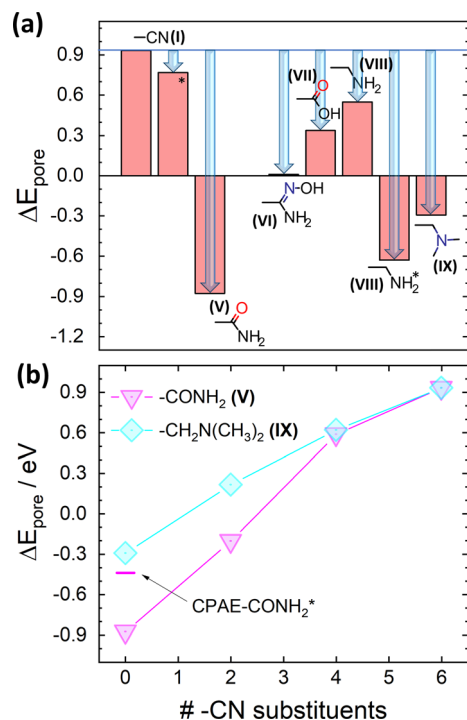 (a)
—CN(I)
0.9
0.6
0.3
0.0
-0.3
-0.6
-0.9
-1.2
ΔE_pore
*
(V)
O
NH₂
(VI)
N~OH
NH₂
(VII)
O
OH
(VIII)
NH₂
(VIII)
NH₂*
N
(IX)
(b)
-CONH₂ (V)
-CH₂N(CH₃)₂ (IX)
0.9
0.6
0.3
0.0
-0.3
-0.6
-0.9
ΔE_pore / eV
CPAE-CONH₂*
0 1 2 3 4 5 6
# -CN substituents